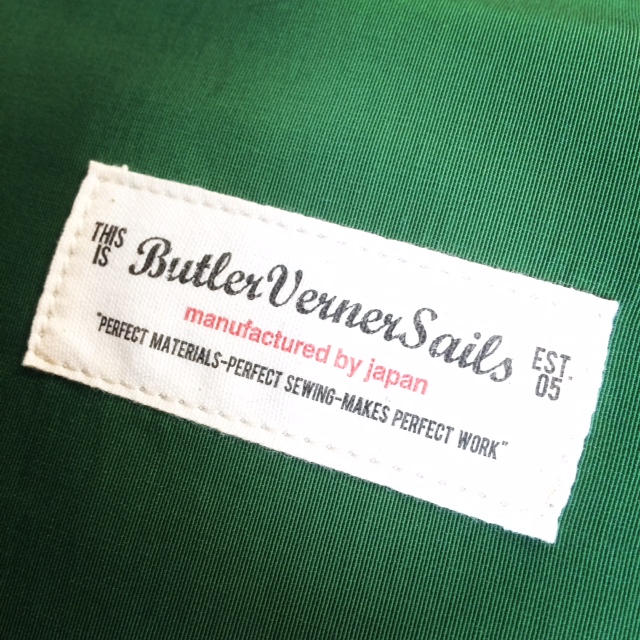 THIS
IS
ButlerVernerSails
EST.
05
manufactured by japan
"PERFECT MATERIALS-PERFECT SEWING-MAKES PERFECT WORK"